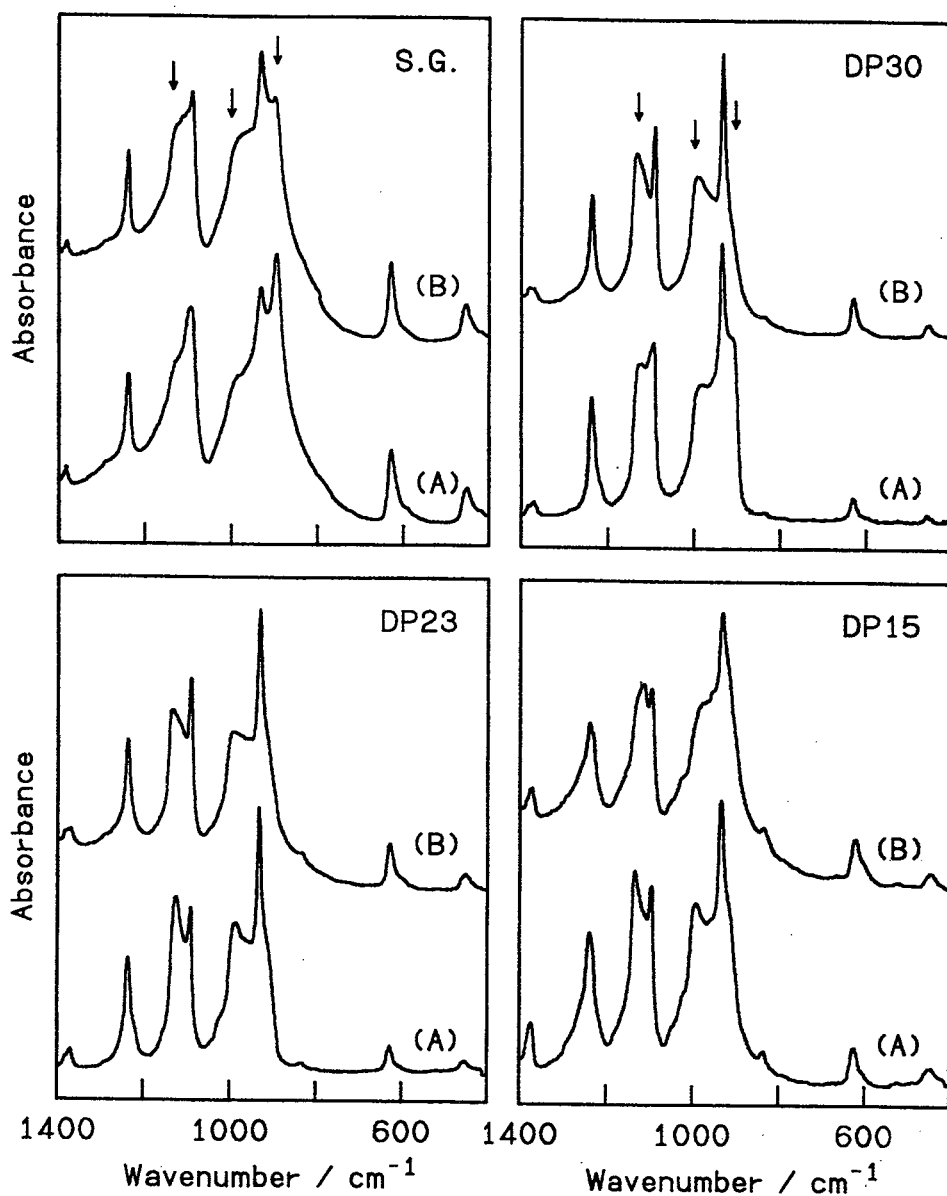 S.G.
DP30
Absorbance
(B)
(B)
(A)
(A)
DP23
DP15
Absorbance
(B)
(B)
(A)
(A)
1400 1000 600 1400 1000 600
Wavenumber / cm⁻¹ Wavenumber / cm⁻¹